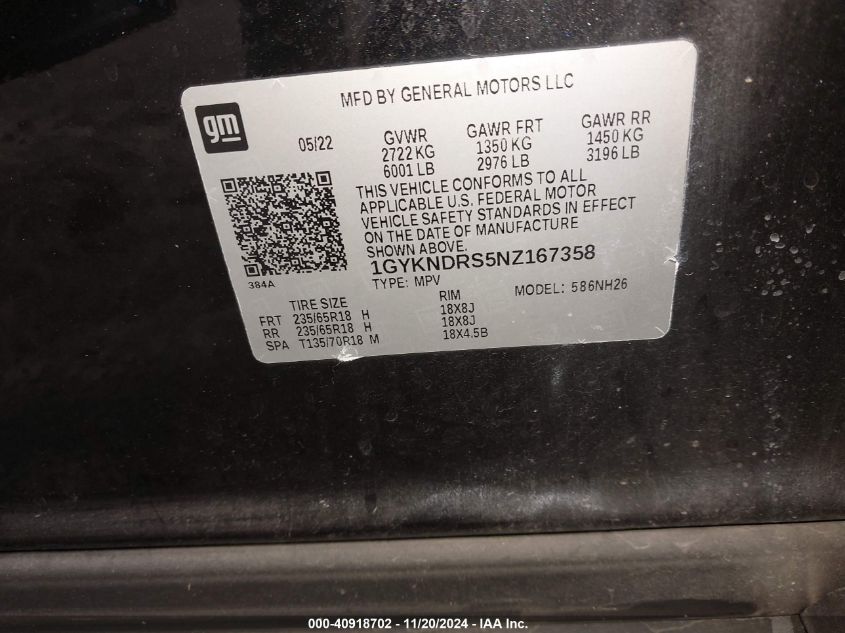 MFD BY GENERAL MOTORS LLC
gm
05/22
GVWR GAWR FRT GAWR RR
2722 KG 1350 KG 1450 KG
6001 LB 2976 LB 3196 LB
THIS VEHICLE CONFORMS TO ALL
APPLICABLE U.S. FEDERAL MOTOR
VEHICLE SAFETY STANDARDS IN EFFECT
ON THE DATE OF MANUFACTURE
SHOWN ABOVE.
1GYKNDRS5NZ167358
384A
TYPE: MPV MODEL: 586NH26
TIRE SIZE RIM
FRT 235/65R18 H 18X8J
RR 235/65R18 H 18X8J
SPA T135/70R18 M 18X4.5B
000-40918702 - 11/20/2024 - IAA Inc.